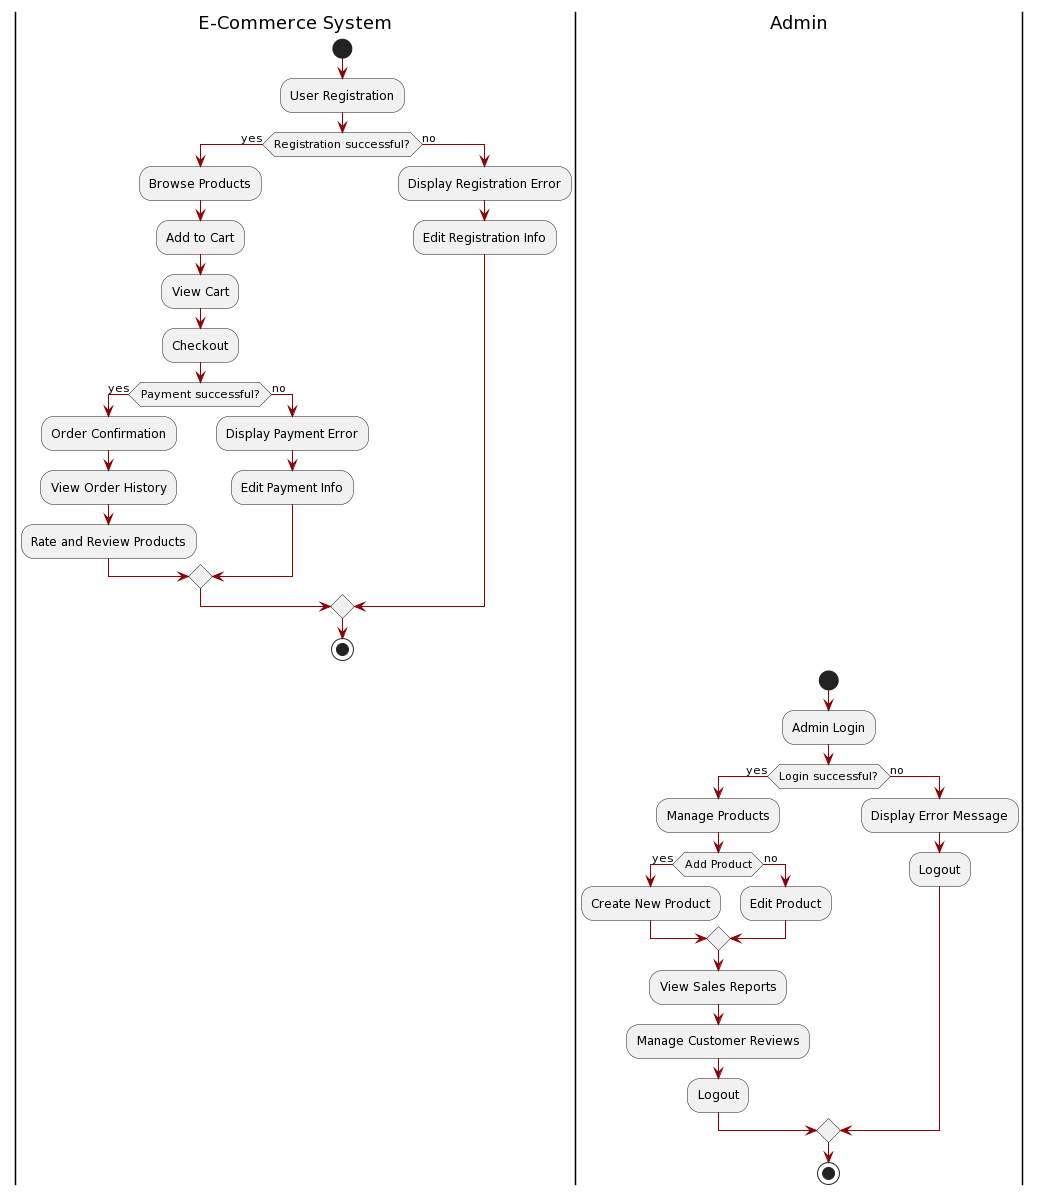 E-Commerce System
Admin
User Registration
yes
Registration successful?
no
Browse Products
Display Registration Error
Add to Cart
Edit Registration Info
View Cart
Checkout
yes
Payment successful?
no
Order Confirmation
Display Payment Error
View Order History
Edit Payment Info
Rate and Review Products
Admin Login
yes
Login successful?
no
Manage Products
Display Error Message
yes
Add Product
no
Logout
Create New Product
Edit Product
View Sales Reports
Manage Customer Reviews
Logout